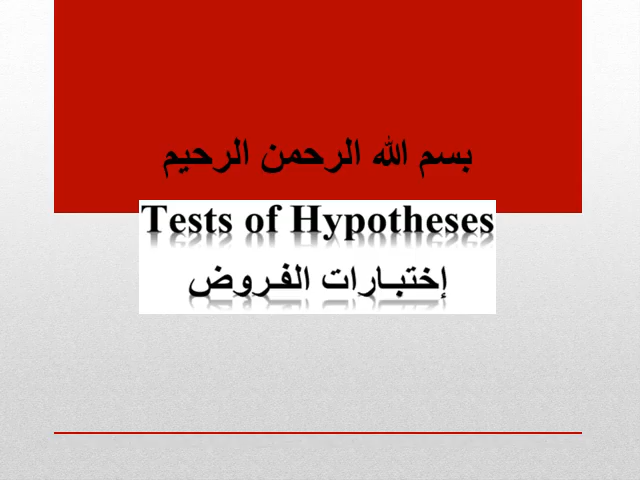 بسم الله الرحمن الرحيم
Tests of Hypotheses
إختبـارات الفـروض